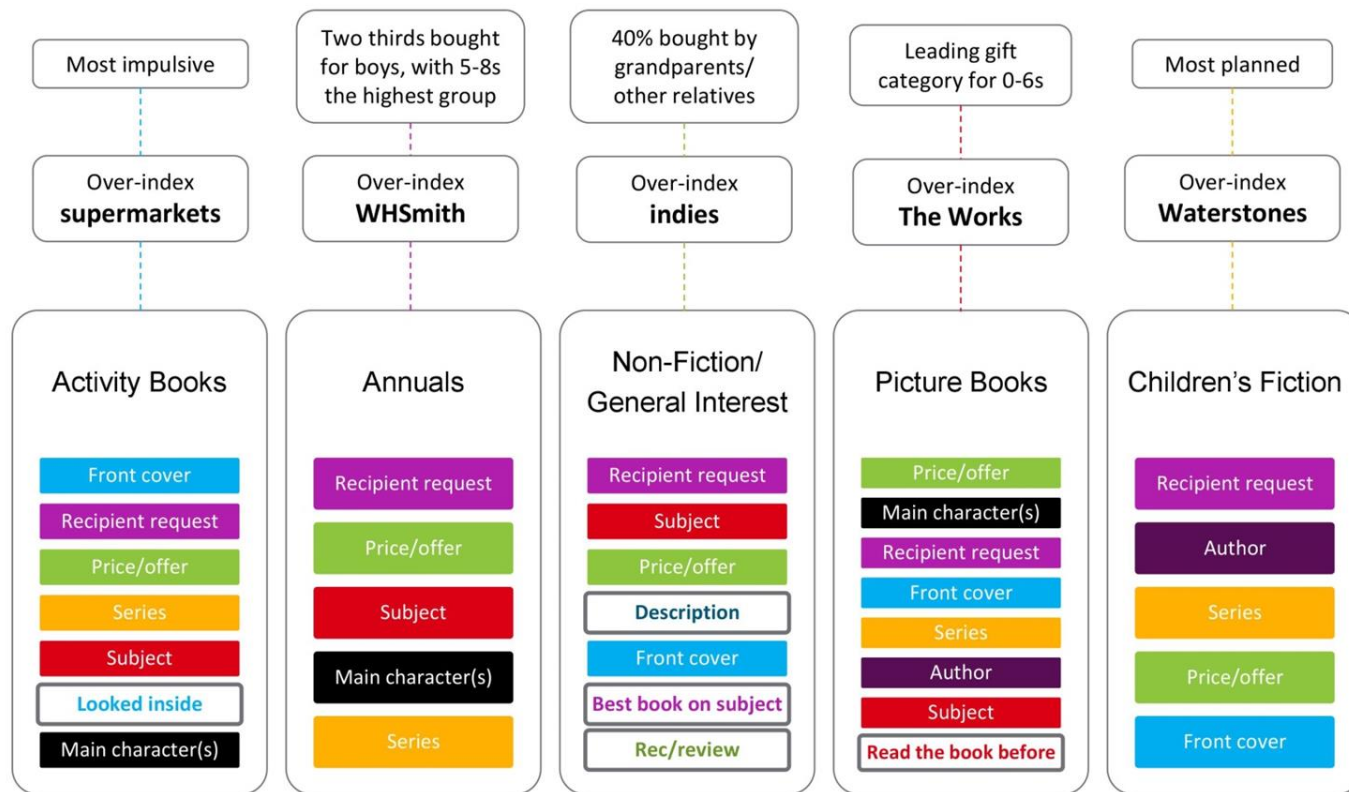 Most impulsive
Over-index
supermarkets
Activity Books
Front cover
Recipient request
Price/offer
Series
Subject
Looked inside
Main character(s)
Two thirds bought
for boys, with 5-8s
the highest group
Over-index
WHSmith
Annuals
Recipient request
Price/offer
Subject
Main character(s)
Series
40% bought by
grandparents/
other relatives
Over-index
indies
Non-Fiction/
General Interest
Recipient request
Subject
Price/offer
Description
Front cover
Best book on subject
Rec/review
Leading gift
category for 0-6s
Over-index
The Works
Picture Books
Price/offer
Main character(s)
Recipient request
Front cover
Series
Author
Subject
Read the book before
Most planned
Over-index
Waterstones
Children's Fiction
Recipient request
Author
Series
Price/offer
Front cover